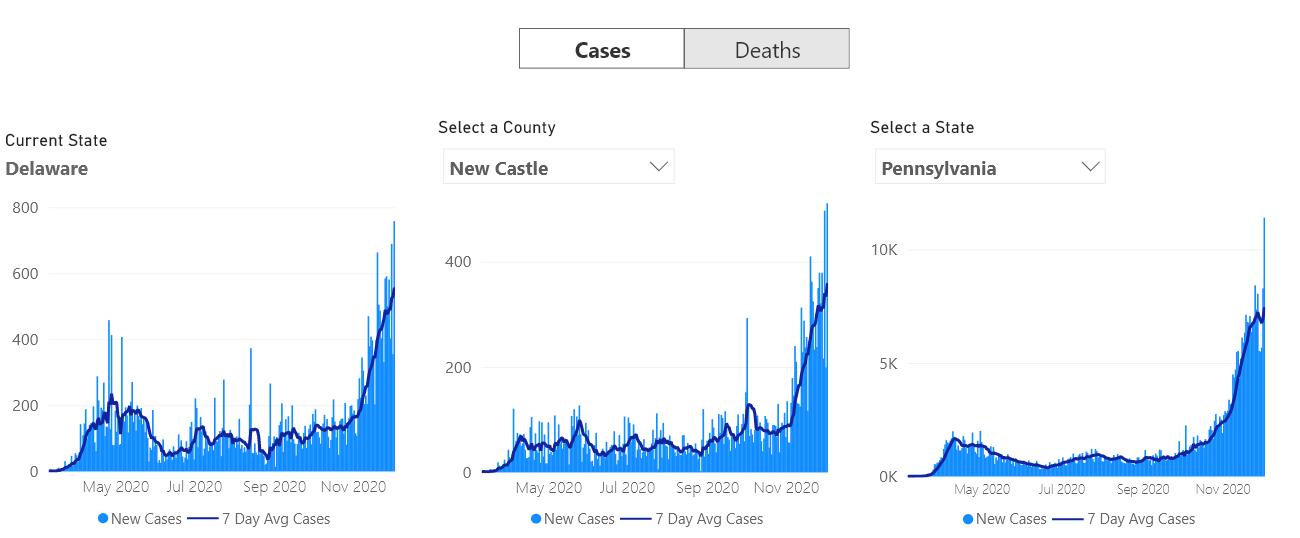 Cases
Deaths
Current State
Delaware
800
600
400
200
0
May 2020
Jul 2020
Sep 2020
Nov 2020
New Cases
7 Day Avg Cases
Select a County
New Castle
400
200
0
May 2020
Jul 2020
Sep 2020
Nov 2020
New Cases
7 Day Avg Cases
Select a State
Pennsylvania
10K
5K
0K
May 2020
Jul 2020
Sep 2020
Nov 2020
New Cases
7 Day Avg Cases